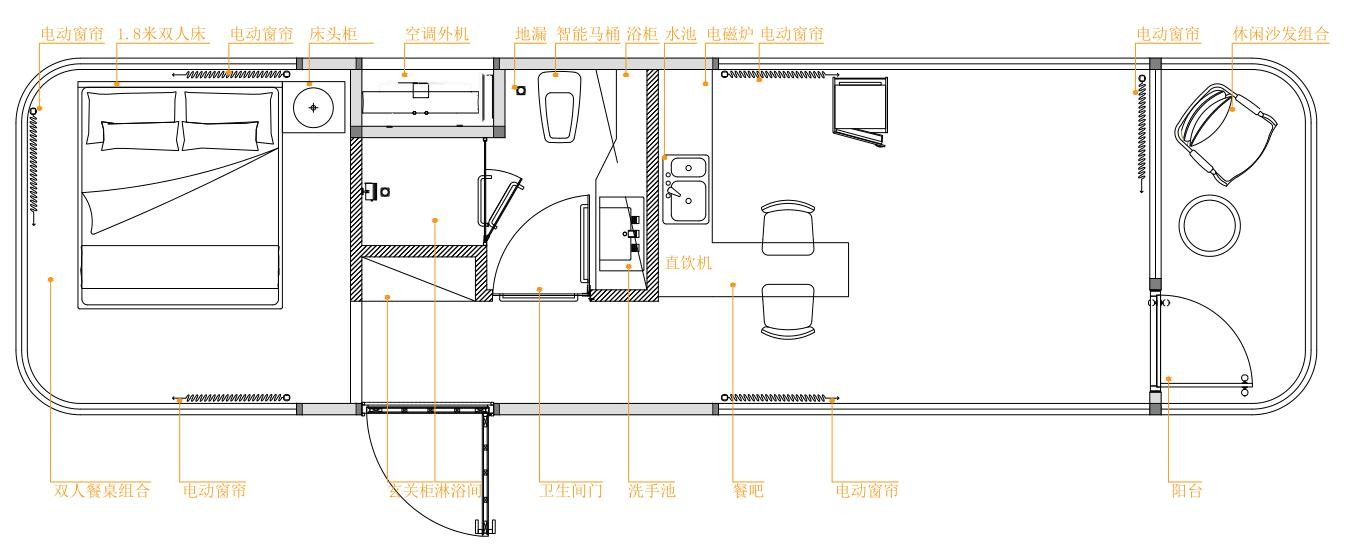 电动窗帘
1.8米双人床
电动窗帘
床头柜
空调外机
地漏
智能马桶
浴柜
水池
电磁炉
电动窗帘
电动窗帘
休闲沙发组合
直饮机
双人餐桌组合
电动窗帘
玄关柜
淋浴间
卫生间门
洗手池
餐吧
电动窗帘
阳台